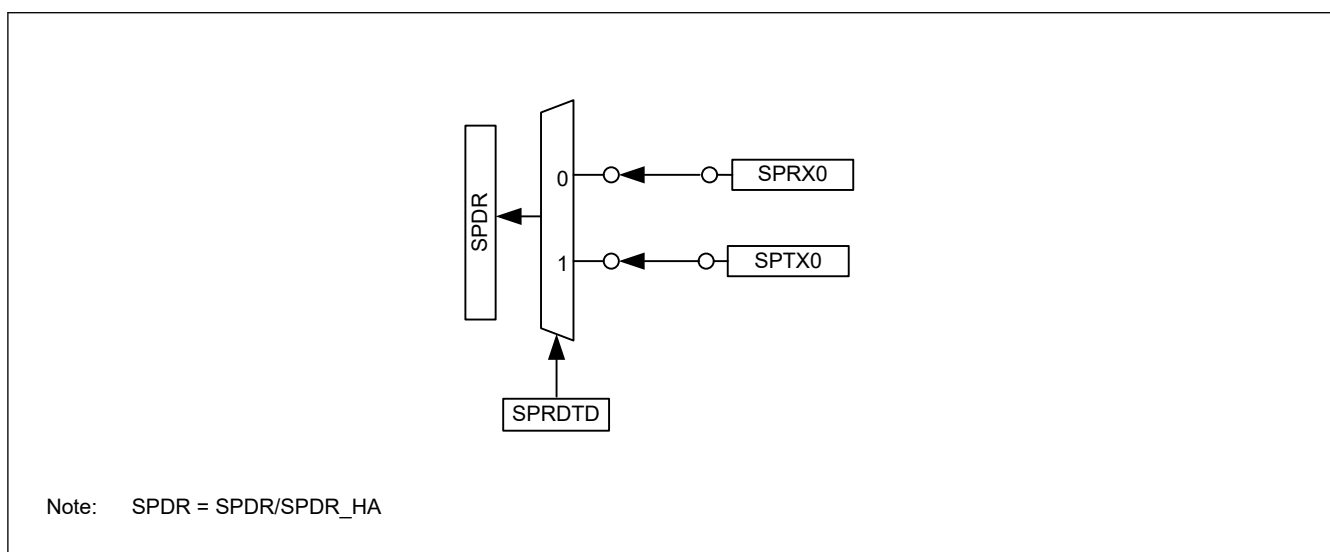 SPDR
0
SPRX0
1
SPTX0
SPRDTD
Note: SPDR = SPDR/SPDR_HA